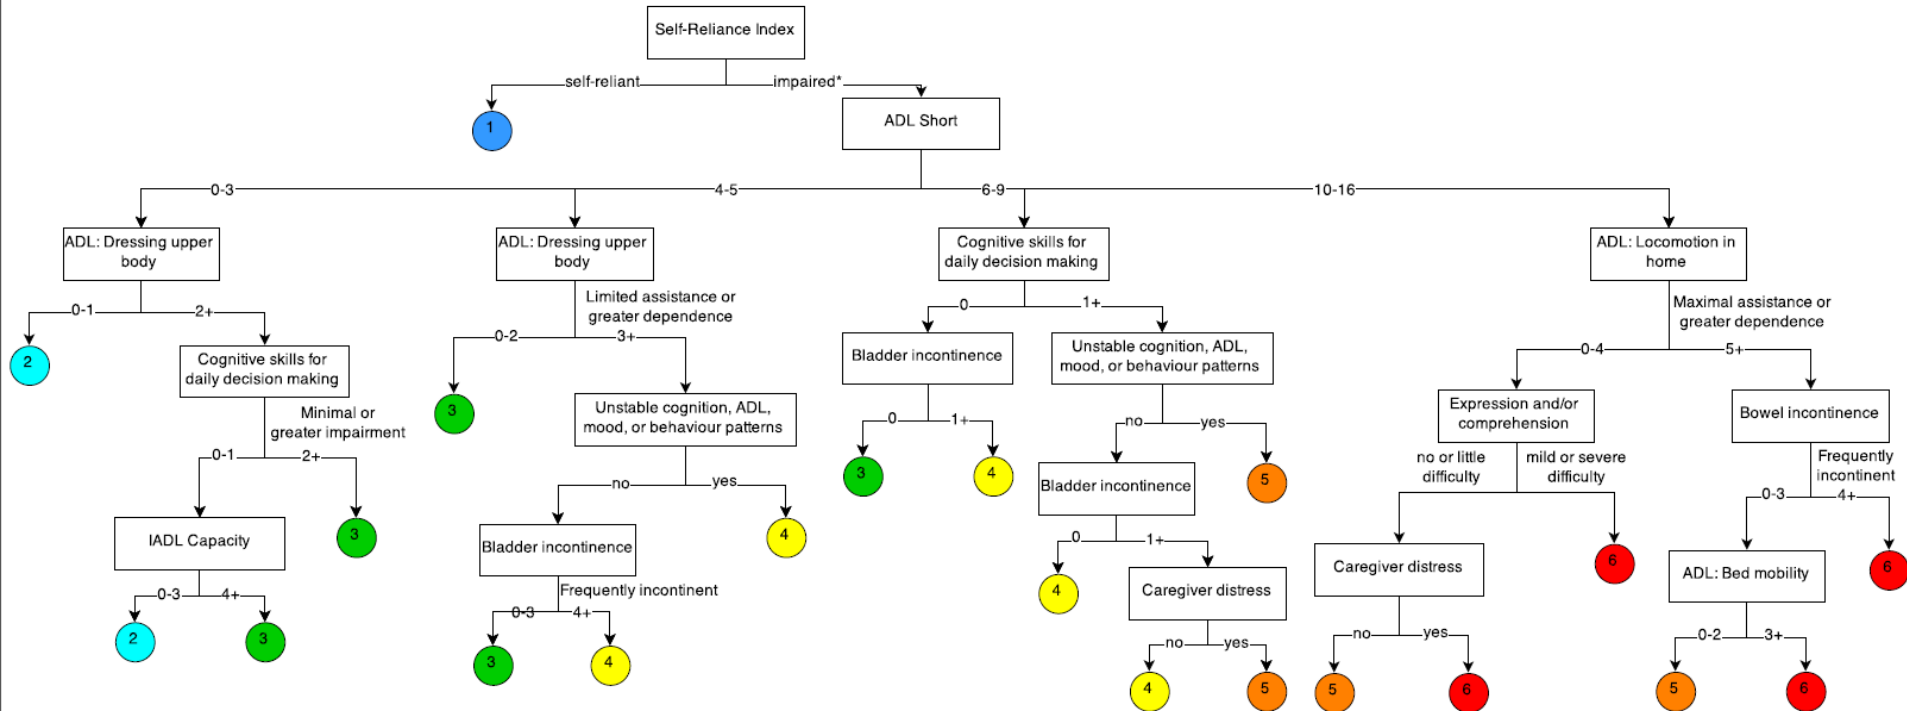 Self-Reliance Index
self-reliant
impaired*
1
ADL Short
0-3
4-5
6-9
10-16
ADL: Dressing upper
body
ADL: Dressing upper
body
Cognitive skills for
daily decision making
ADL: Locomotion in
home
0-1
2+
Limited assistance or
greater dependence
0
1+
Maximal assistance or
greater dependence
2
Cognitive skills for
daily decision making
0-2
3+
Bladder incontinence
Unstable cognition, ADL,
mood, or behaviour patterns
0-4
5+
Minimal or
greater impairment
3
Unstable cognition, ADL,
mood, or behaviour patterns
0
1+
no
yes
Expression and/or
comprehension
Bowel incontinence
0-1
2+
no
yes
3
4
Bladder incontinence
5
no or little
difficulty
mild or severe
difficulty
Frequently
incontinent
0-3
4+
IADL Capacity
3
Bladder incontinence
4
0
1+
Caregiver distress
6
ADL: Bed mobility
6
0-3
4+
Frequently incontinent
0-3
4+
4
Caregiver distress
no
yes
0-2
3+
2
3
3
4
no
yes
4
5
5
6
5
6